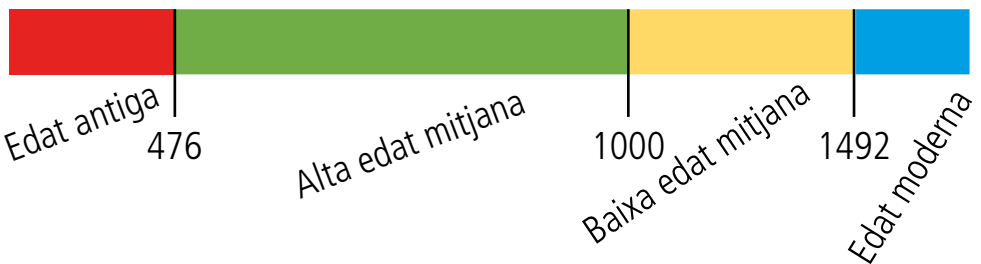 Edat antiga
476
Alta edat mitjana
1000
Baixa edat mitjana
1492
Edat moderna